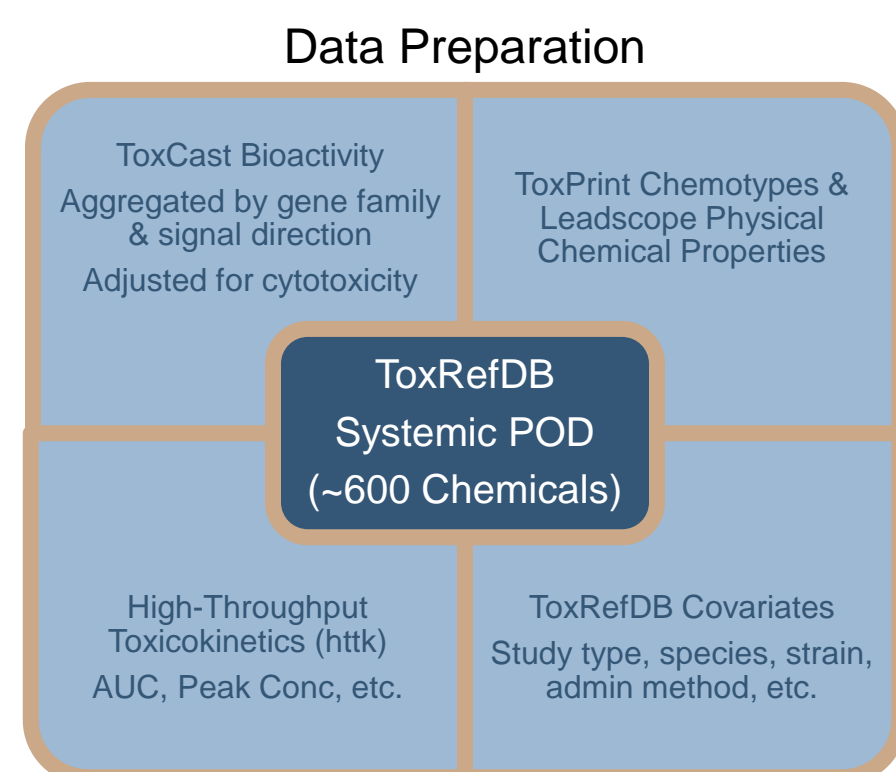 Data Preparation
ToxCast Bioactivity
Aggregated by gene family
& signal direction
Adjusted for cytotoxicity
ToxPrint Chemotypes &
Leadscope Physical
Chemical Properties
ToxRefDB
Systemic POD
(~600 Chemicals)
High-Throughput
Toxicokinetics (httk)
AUC, Peak Conc, etc.
ToxRefDB Covariates
Study type, species, strain,
admin method, etc.